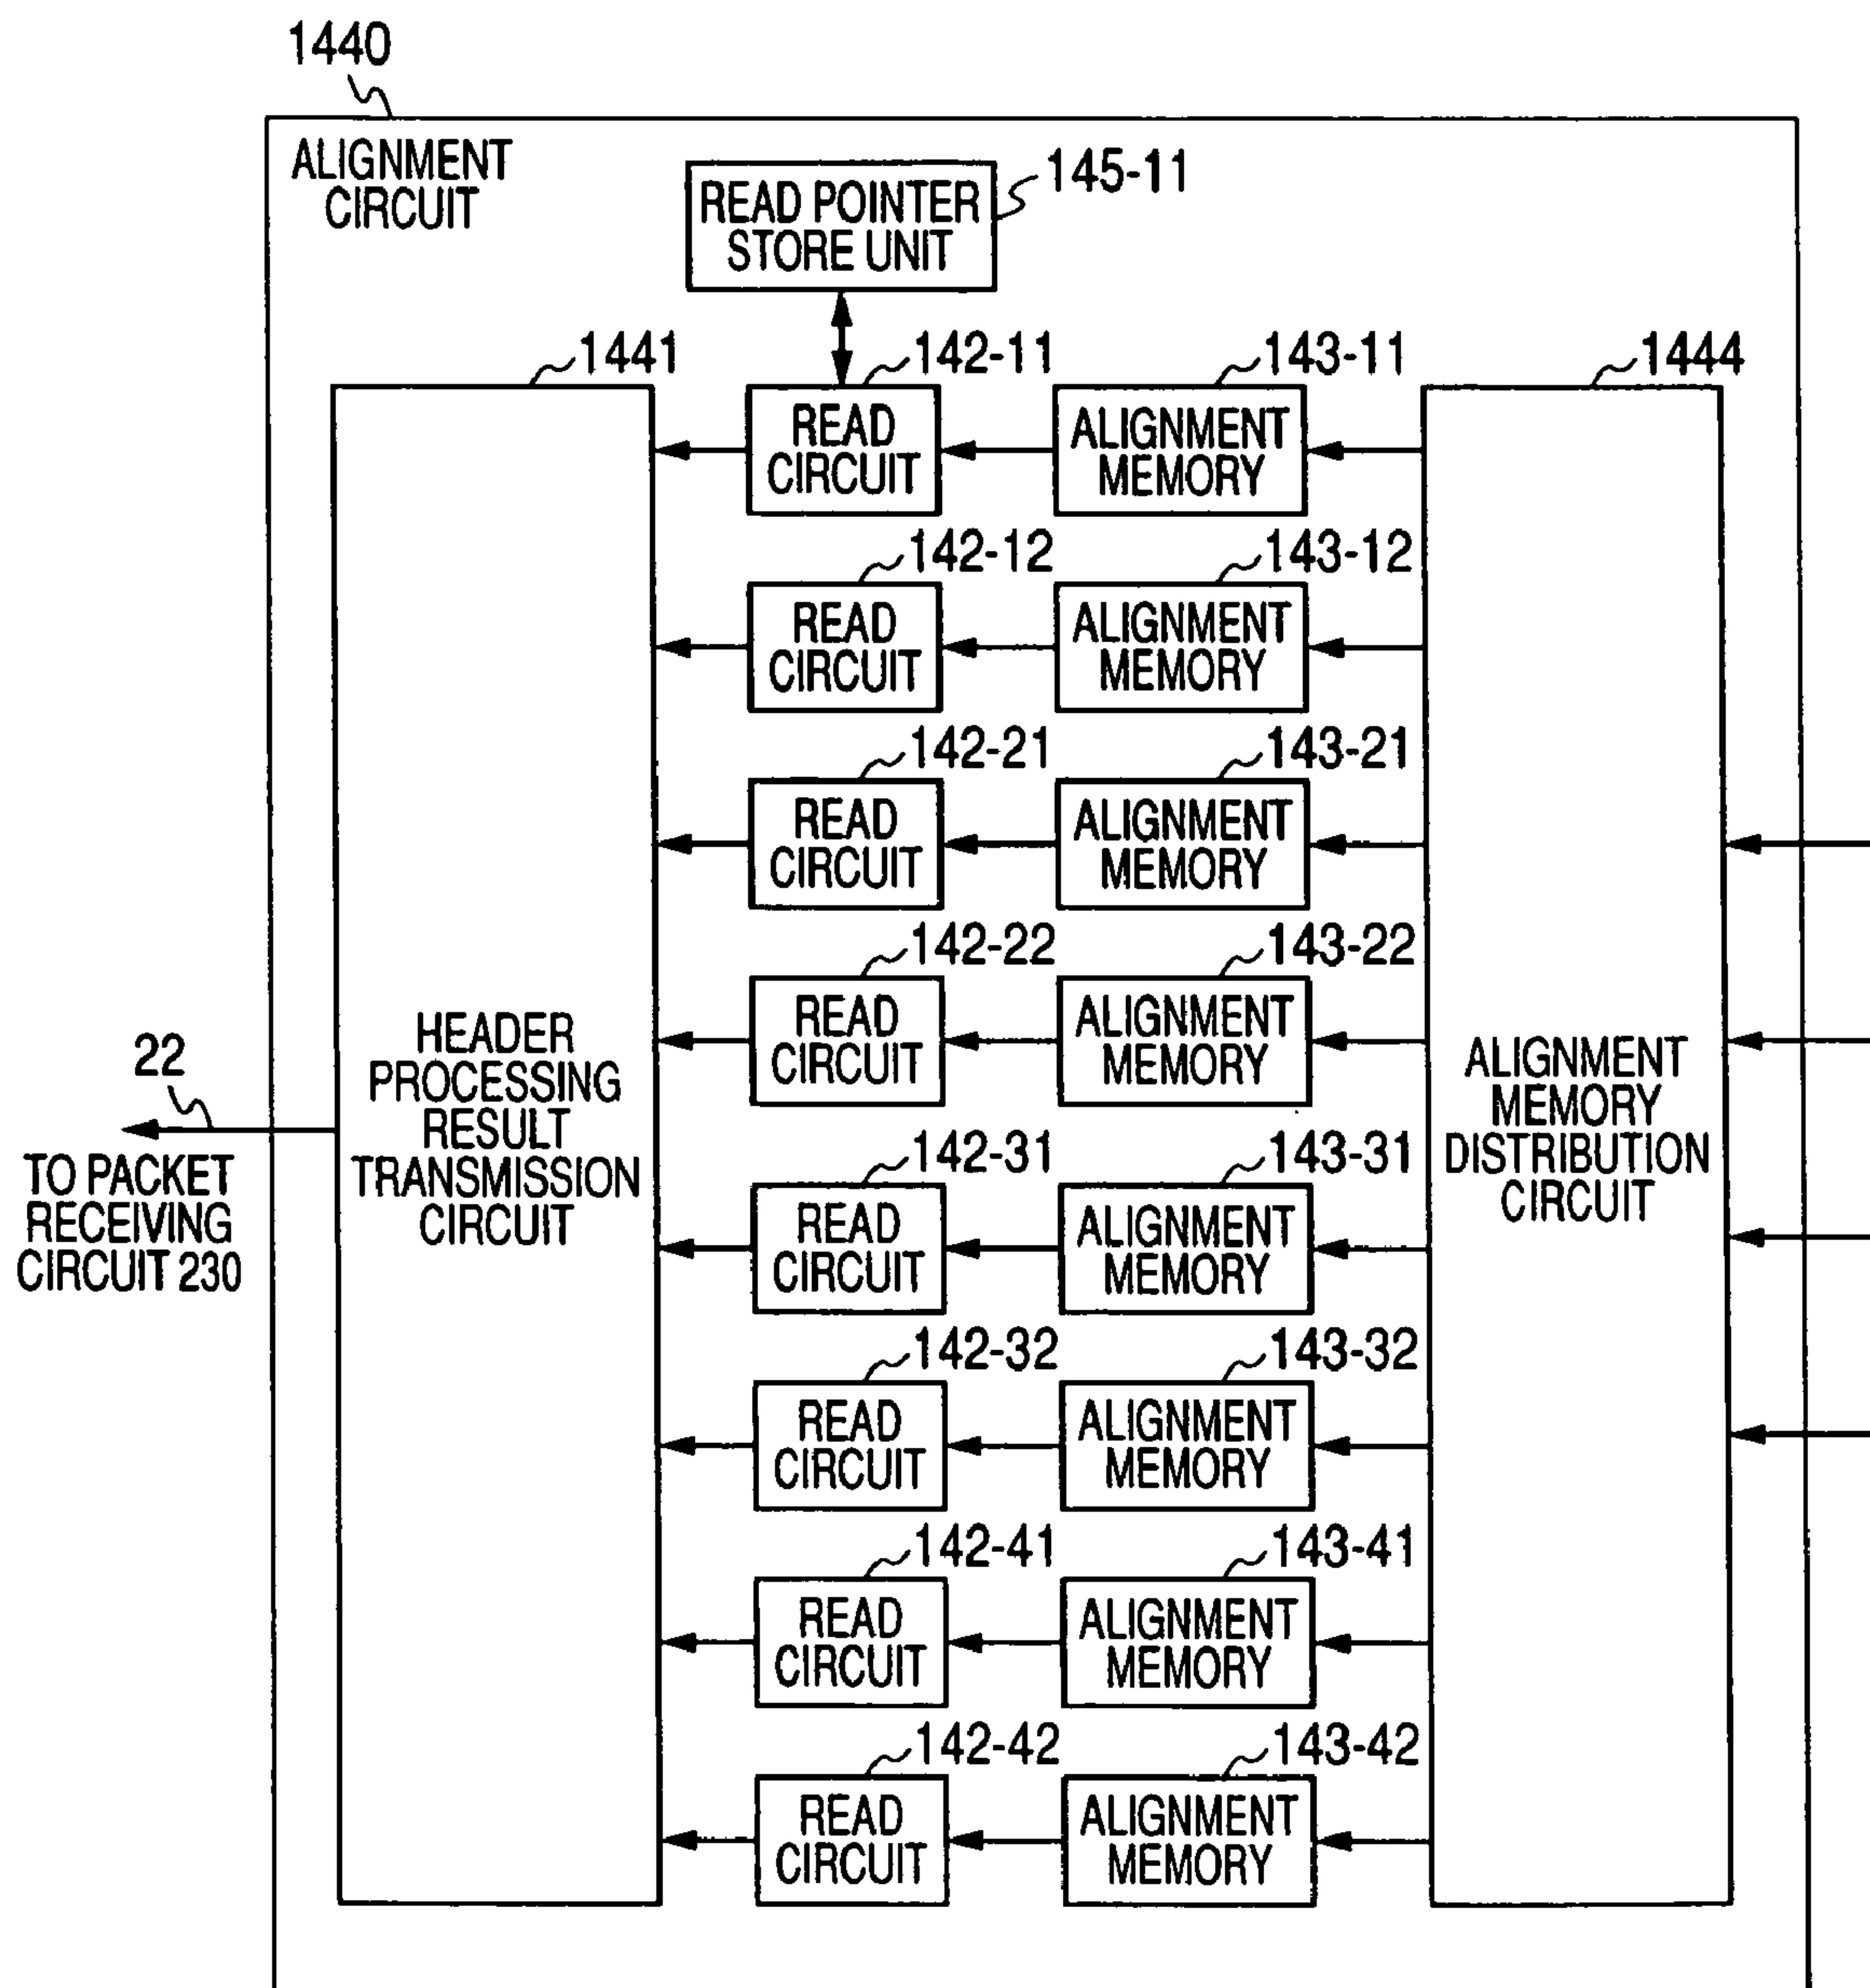 1440
ALIGNMENT
CIRCUIT
READ POINTER
STORE UNIT
145-11
1441
142-11
143-11
1444
READ
CIRCUIT
ALIGNMENT
MEMORY
142-12
143-12
READ
CIRCUIT
ALIGNMENT
MEMORY
142-21
143-21
READ
CIRCUIT
ALIGNMENT
MEMORY
142-22
143-22
READ
CIRCUIT
ALIGNMENT
MEMORY
HEADER
PROCESSING
RESULT
TRANSMISSION
CIRCUIT
ALIGNMENT
MEMORY
DISTRIBUTION
CIRCUIT
22
TO PACKET
RECEIVING
CIRCUIT 230
142-31
143-31
READ
CIRCUIT
ALIGNMENT
MEMORY
142-32
143-32
READ
CIRCUIT
ALIGNMENT
MEMORY
142-41
143-41
READ
CIRCUIT
ALIGNMENT
MEMORY
142-42
143-42
READ
CIRCUIT
ALIGNMENT
MEMORY